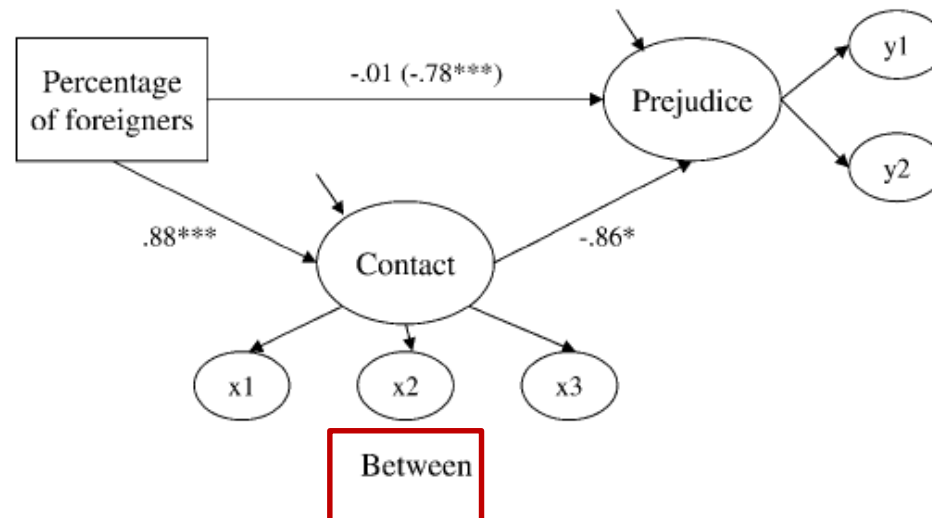 Percentage
of foreigners
-.01 (-.78***)
Prejudice
y1
y2
.88***
Contact
-.86*
x1
x2
x3
Between